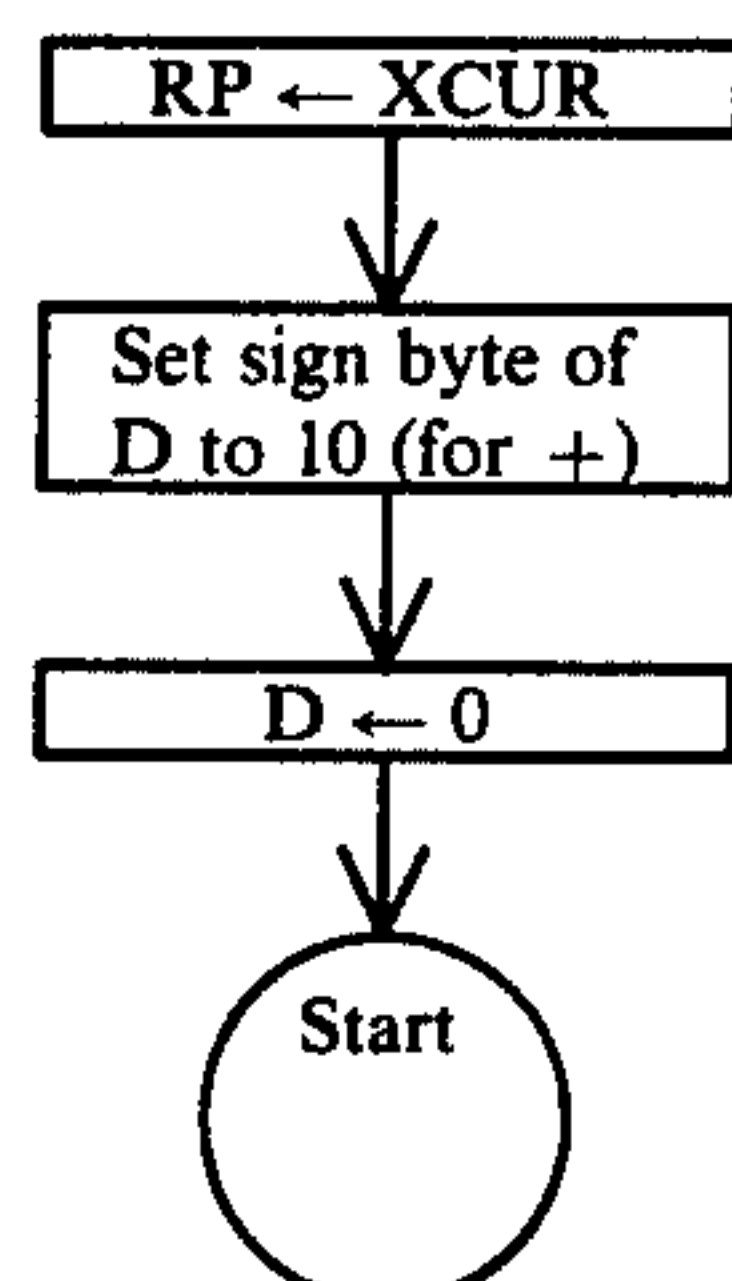 RP ← XCUR
Set sign byte of
D to 10 (for +)
D ← 0
Start